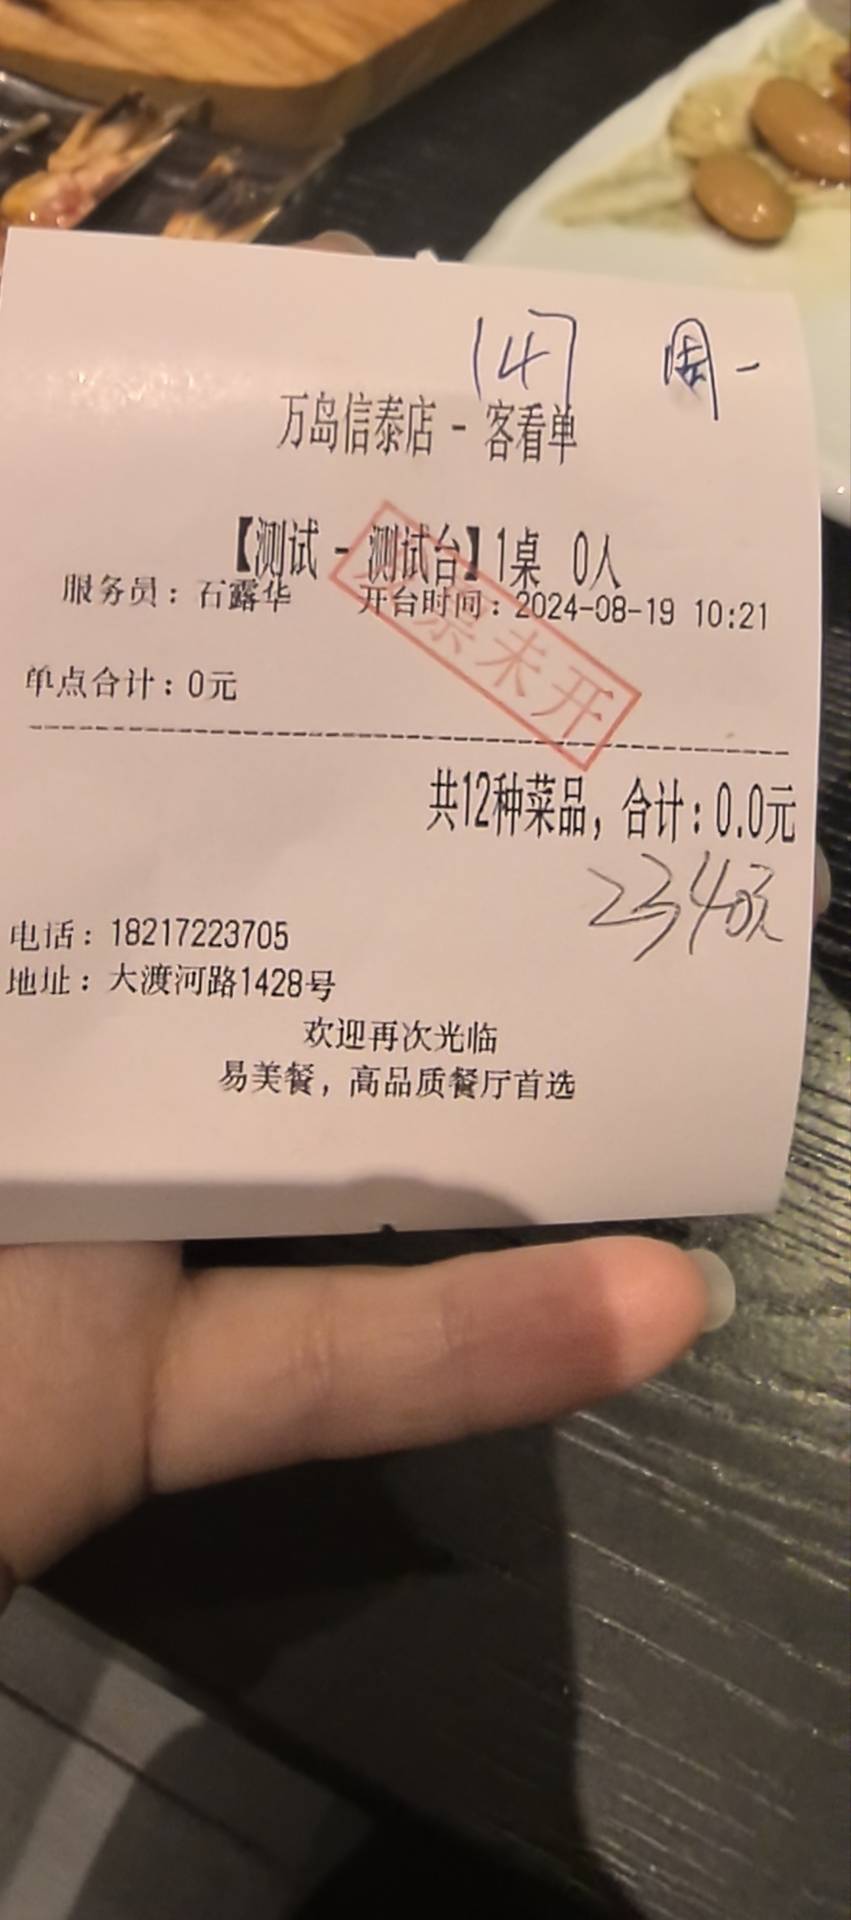 14 周一
万岛信泰店 - 客看单
【测试 - 测试台】1桌 0人
服务员：石露华 开台时间：2024-08-19 10:21
票未开
单点合计：0元
共12种菜品，合计：0.0元
234
电话：18217223705
地址：大渡河路1428号
欢迎再次光临
易美餐，高品质餐厅首选